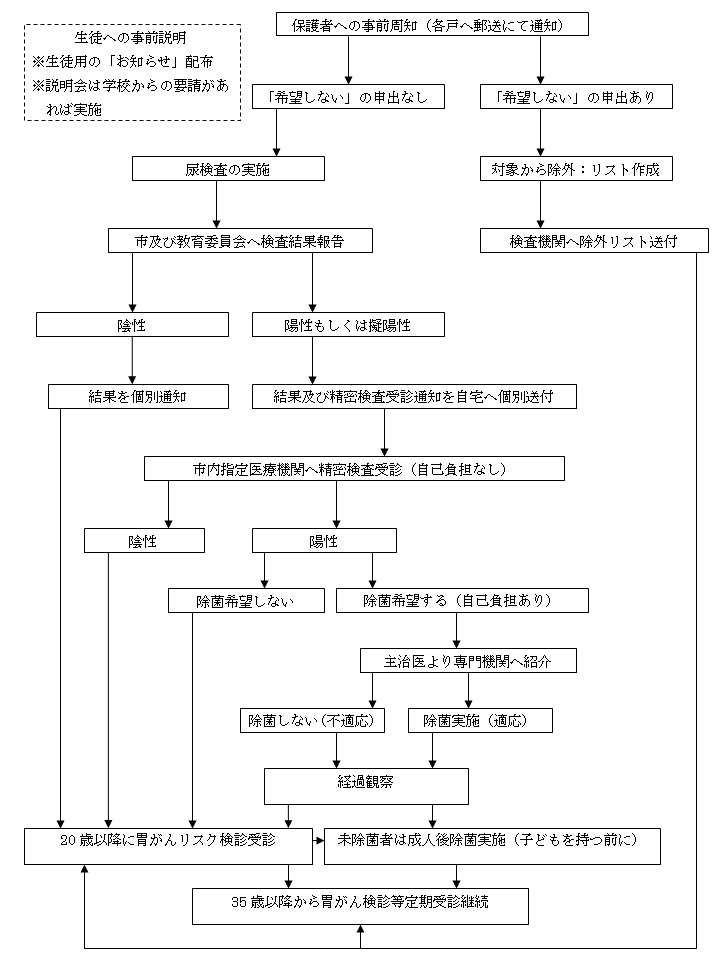 保護者への事前周知（各戸へ郵送にて通知）
生徒への事前説明
※生徒用の「お知らせ」配布
※説明会は学校からの要請があ
れば実施
「希望しない」の申出なし
「希望しない」の申出あり
尿検査の実施
対象から除外：リスト作成
市及び教育委員会へ検査結果報告
検査機関へ除外リスト送付
陰性
陽性もしくは擬陽性
結果を個別通知
結果及び精密検査受診通知を自宅へ個別送付
市内指定医療機関へ精密検査受診（自己負担なし）
陰性
陽性
除菌希望しない
除菌希望する（自己負担あり）
主治医より専門機関へ紹介
除菌しない（不適応）
除菌実施（適応）
経過観察
20歳以降に胃がんリスク検診受診
未除菌者は成人後除菌実施（子どもを持つ前に）
35歳以降から胃がん検診等定期受診継続